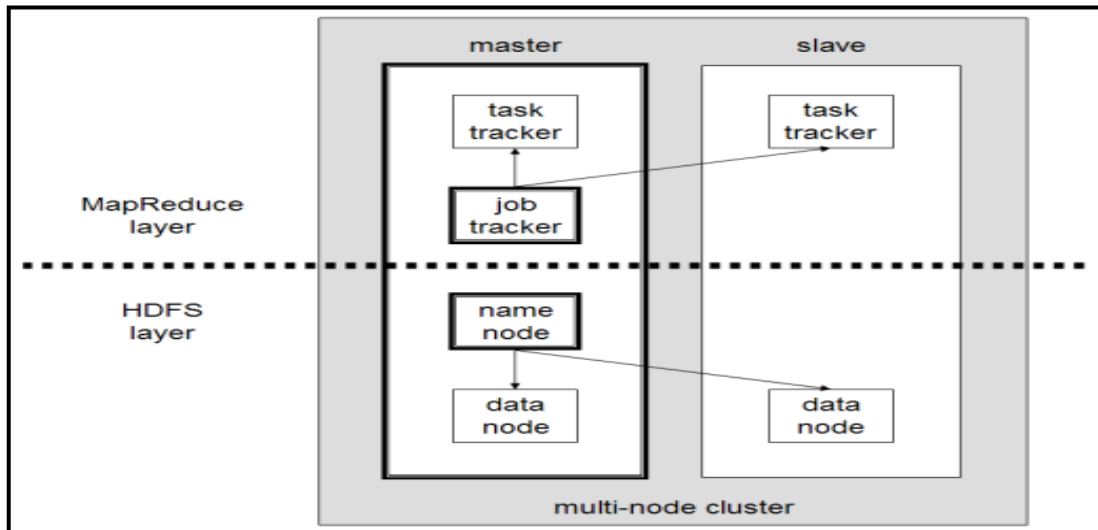 master
slave
task
tracker
task
tracker
MapReduce
layer
job
tracker
HDFS
layer
name
node
data
node
data
node
multi-node cluster